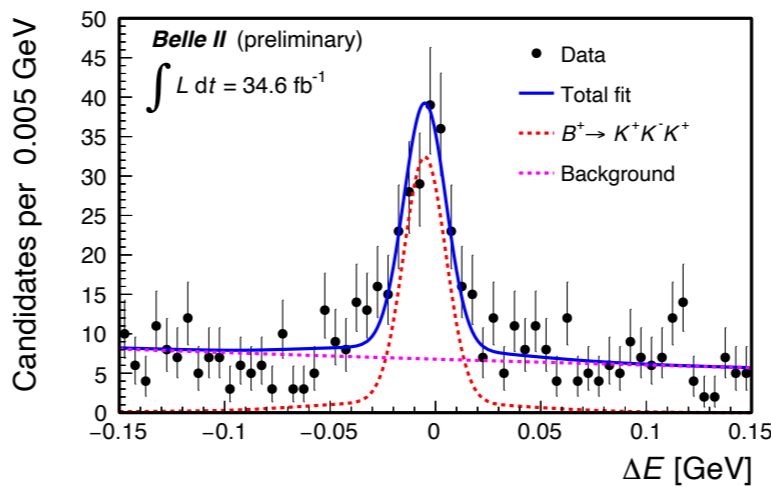 Candidates per 0.005 GeV
50
45
40
35
30
25
20
15
10
5
0
Belle II (preliminary)
∫ L dt = 34.6 fb⁻¹
Data
Total fit
B⁺→ K⁺K⁻K⁺
Background
−0.15 −0.1 −0.05 0 0.05 0.1 0.15
ΔE [GeV]